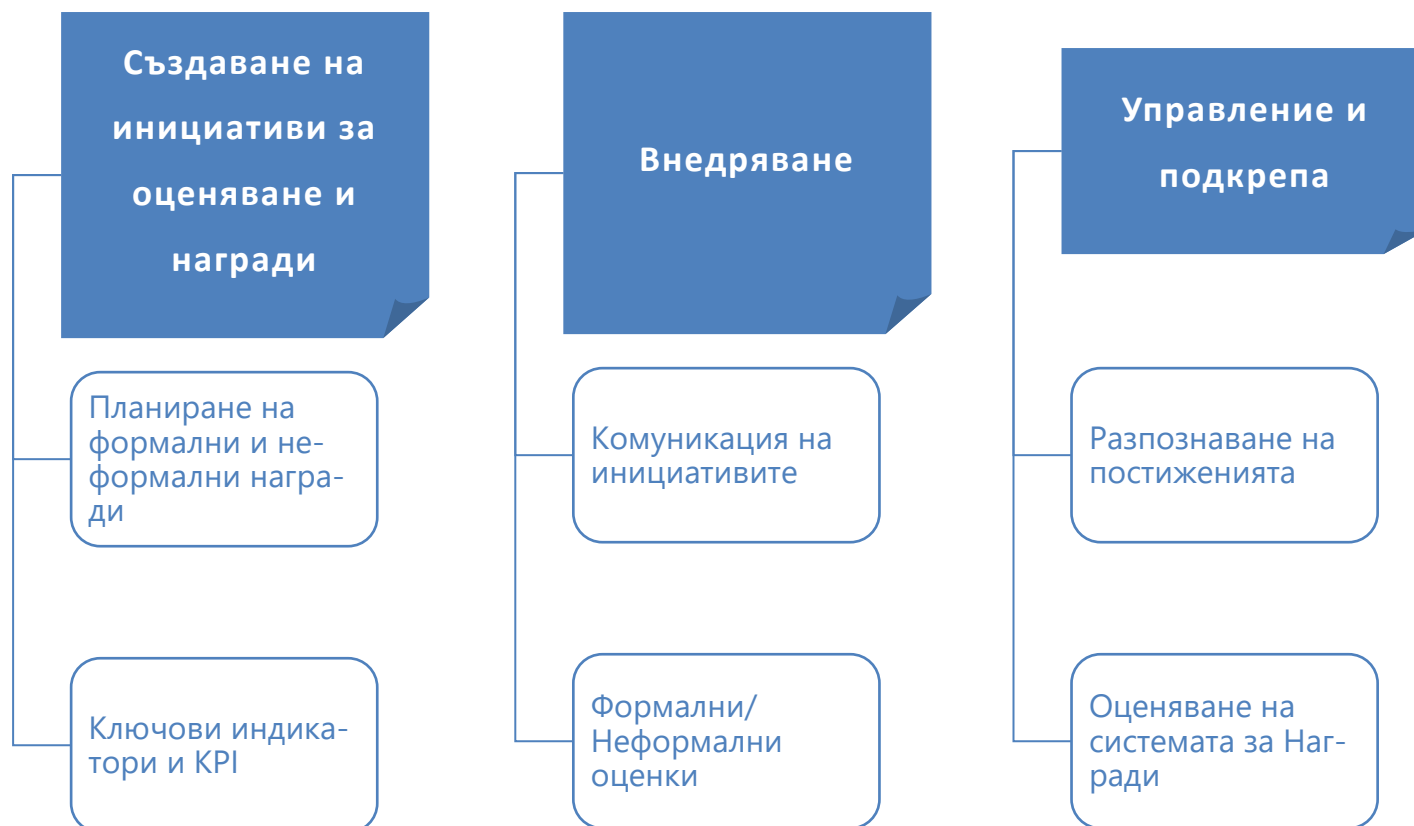 Създаване на
инициативи за
оценяване и
награди
Планиране на
формални и не-
формални награ-
ди
Ключови индика-
тори и KPI
Внедряване
Комуникация на
инициативите
Формални/
Неформални
оценки
Управление и
подкрепа
Разпознаване на
постиженията
Оценяване на
системата за Наг-
ради